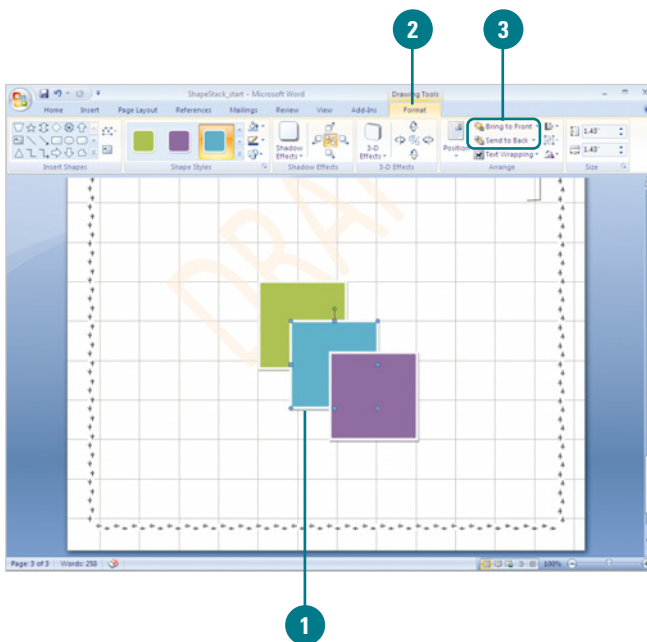 2
3
ShapeStack_start - Microsoft Word
Drawing Tools
Home Insert Page Layout References Mailings Review View Add-Ins Format
Bring to Front
Send to Back
Text Wrapping
Position
Shadow Effects
3-D Effects
1.43"
1.43"
Insert Shapes Shape Styles Shadow Effects 3-D Effects Arrange Size
DRA
Page: 3 of 3 Words: 258 100%
1